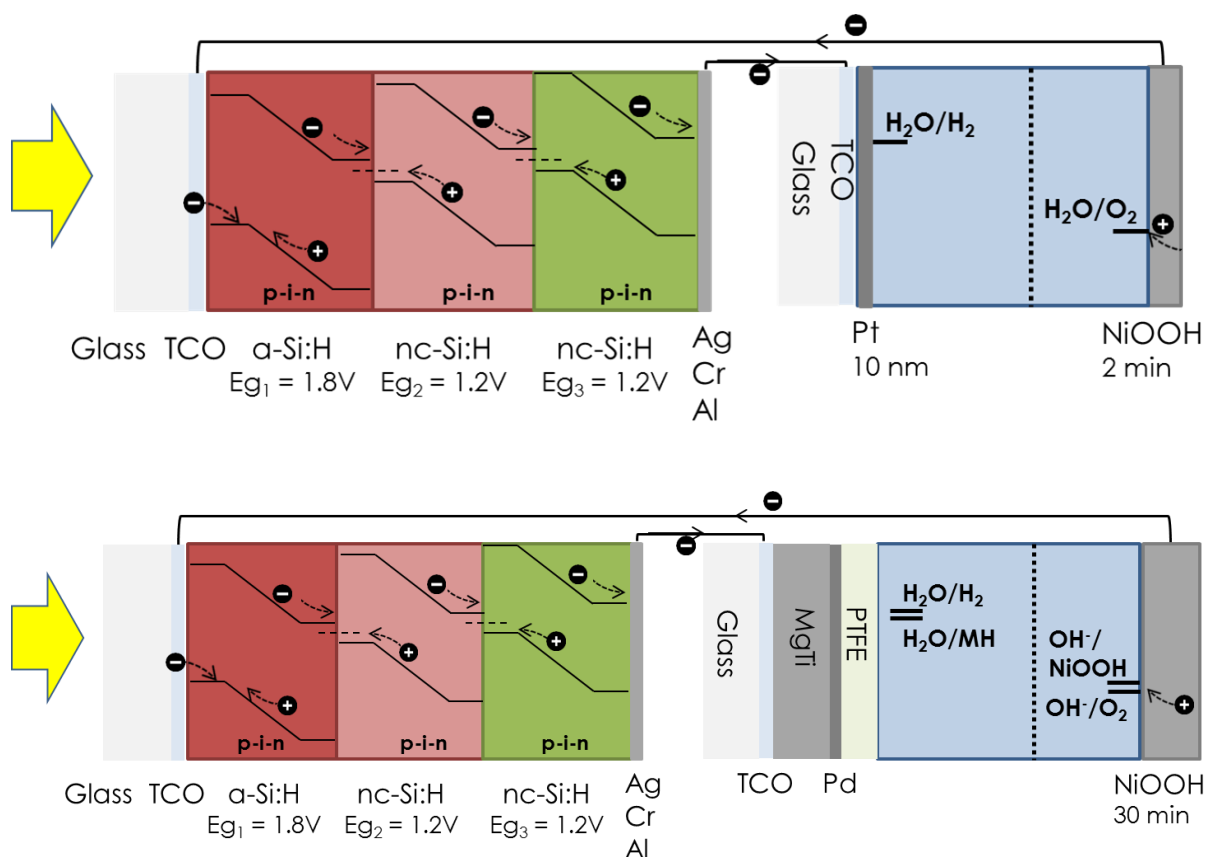 H₂O/H₂
TCO
Glass
H₂O/O₂
p-i-n p-i-n p-i-n
Glass TCO a-Si:H nc-Si:H nc-Si:H Ag Pt NiOOH
Eg₁ = 1.8V Eg₂ = 1.2V Eg₃ = 1.2V Cr 10 nm 2 min
Al
H₂O/H₂
H₂O/MH
OH⁻/
NiOOH
OH⁻/O₂
Glass
MgTi
PTFE
p-i-n p-i-n p-i-n
Glass TCO a-Si:H nc-Si:H nc-Si:H Ag TCO Pd NiOOH
Eg₁ = 1.8V Eg₂ = 1.2V Eg₃ = 1.2V Cr 30 min
Al